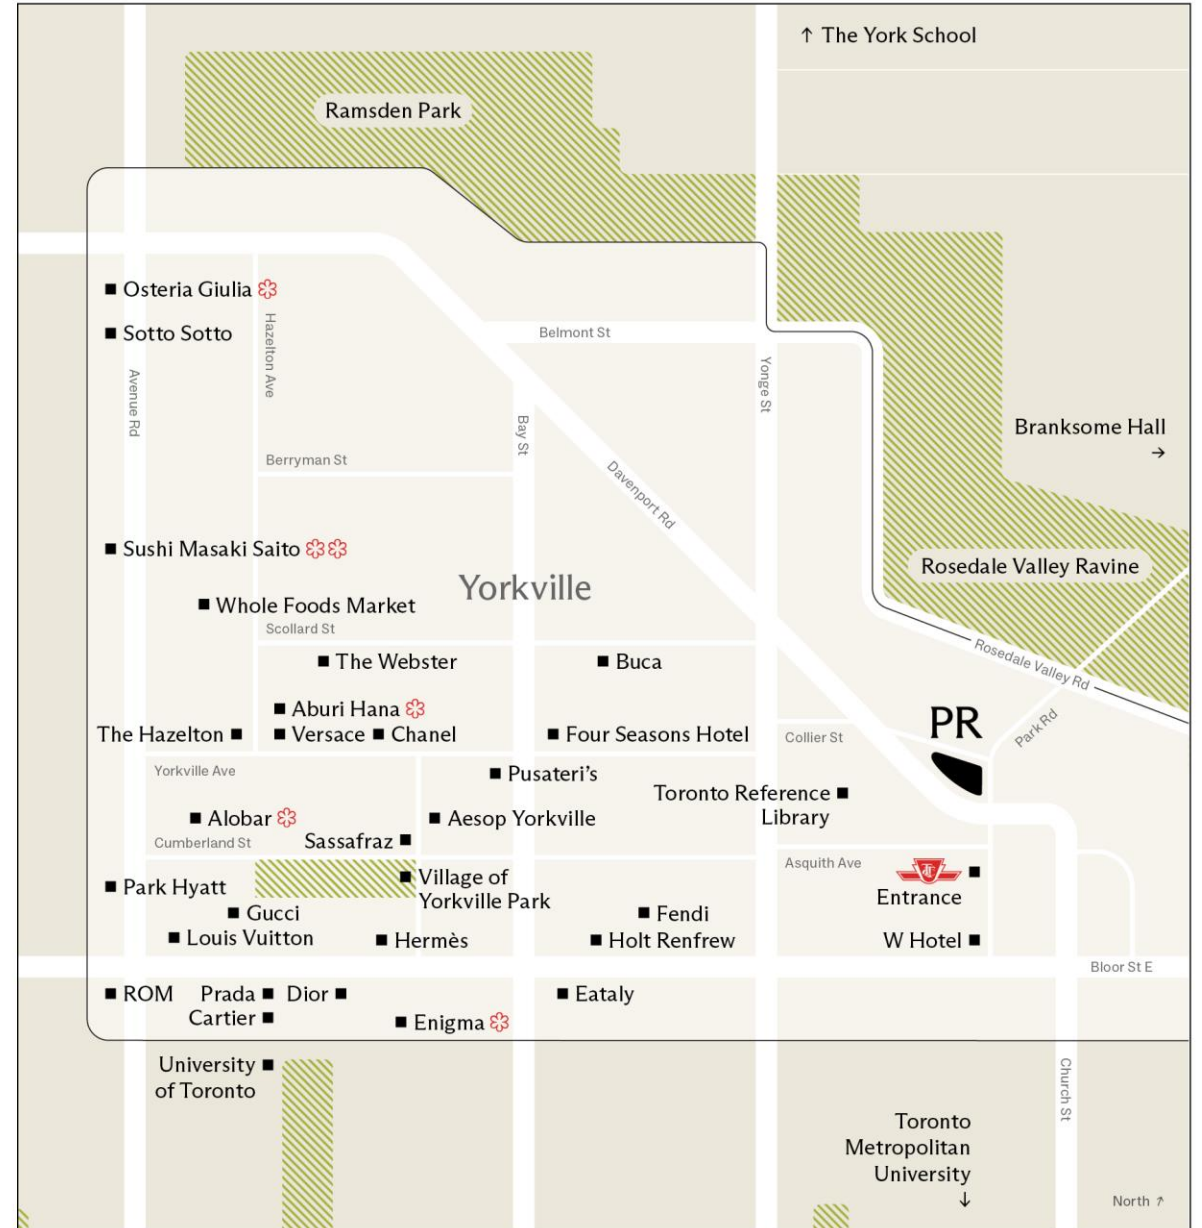 ↑ The York School
Ramsden Park
Osteria Giulia
Sotto Sotto
Hazelton Ave
Avenue Rd
Belmont St
Yonge St
Bay St
Branksome Hall
→
Berryman St
Davenport Rd
Sushi Masaki Saito
Rosedale Valley Ravine
Yorkville
Whole Foods Market
Scollard St
The Webster
Buca
Rosedale Valley Rd
Aburi Hana
PR
Park Rd
The Hazelton
Versace
Chanel
Four Seasons Hotel
Collier St
Yorkville Ave
Pusateri's
Toronto Reference
Library
Alobar
Aesop Yorkville
Cumberland St
Sassafraz
Asquith Ave
Park Hyatt
Village of
Yorkville Park
Entrance
Gucci
Fendi
Louis Vuitton
Hermès
Holt Renfrew
W Hotel
Bloor St E
ROM
Prada
Dior
Eataly
Cartier
Enigma
University
of Toronto
Church St
Toronto
Metropolitan
University
↓
North ↑